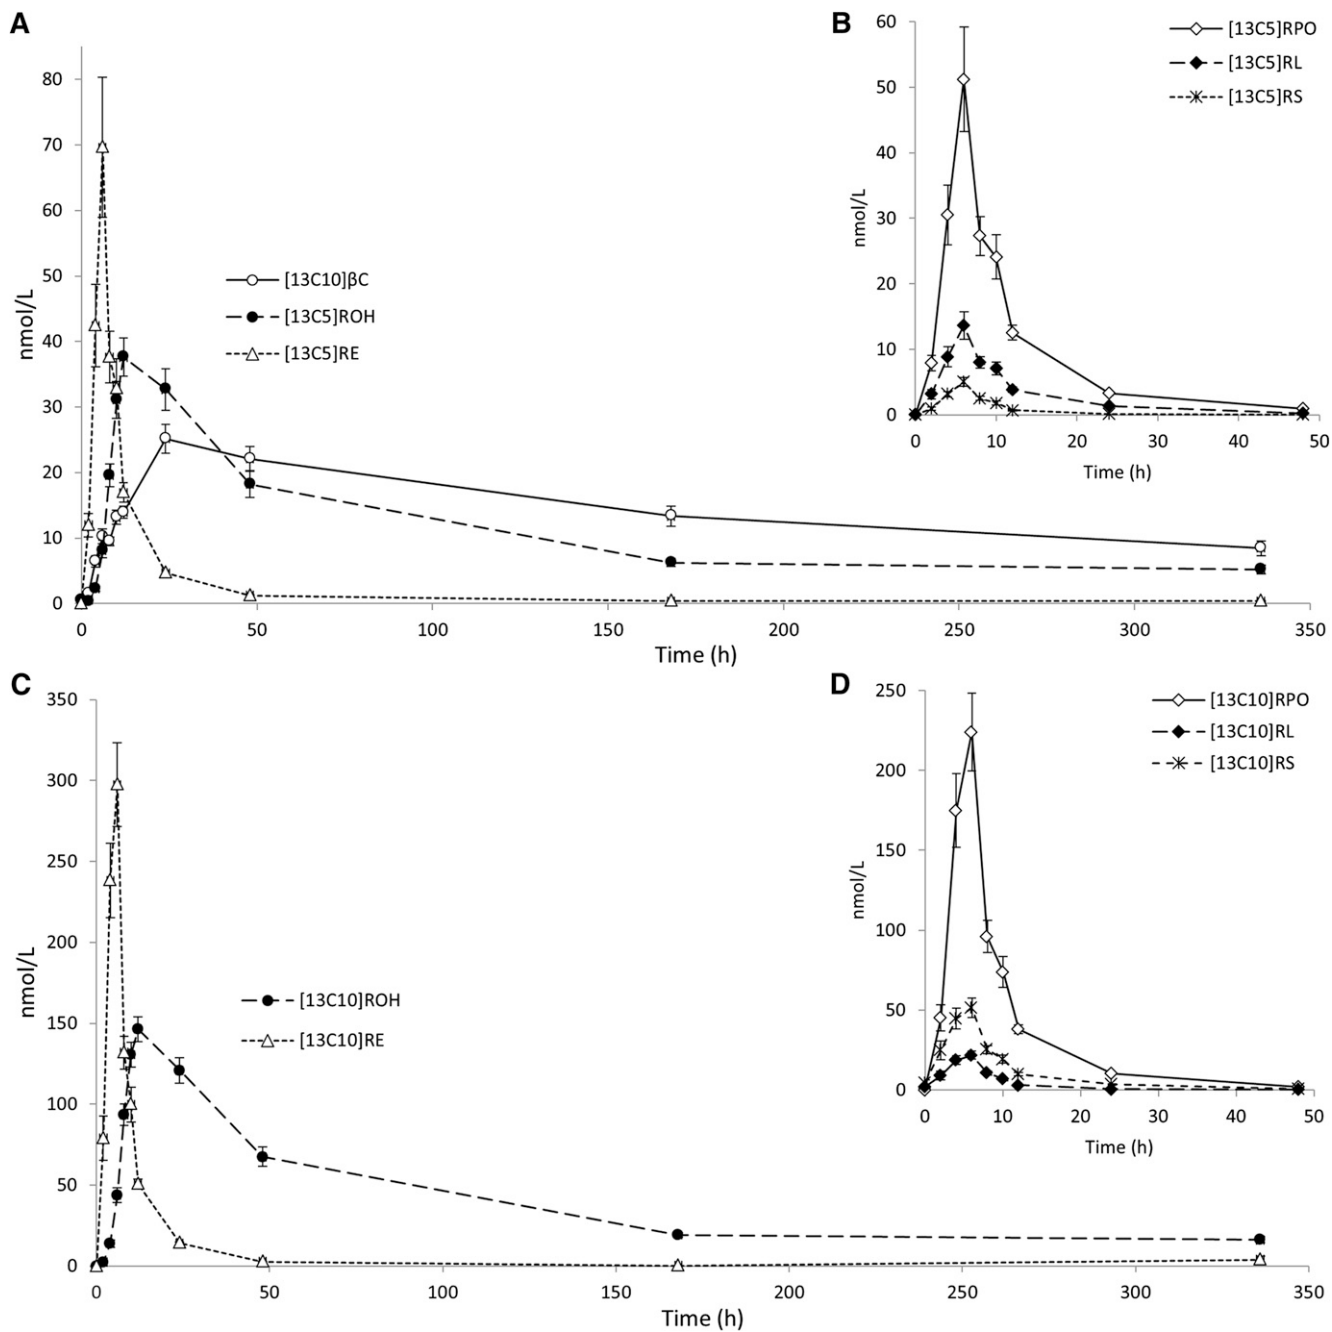 A
80
70
60
50
40
30
20
10
0
nmol/L
[13C10]βC
[13C5]ROH
[13C5]RE
0 50 100 150 200 250 300 350
Time (h)
B
60
50
40
30
20
10
0
nmol/L
[13C5]RPO
[13C5]RL
[13C5]RS
0 10 20 30 40 50
Time (h)
C
350
300
250
200
150
100
50
0
nmol/L
[13C10]ROH
[13C10]RE
0 50 100 150 200 250 300 350
Time (h)
D
250
200
150
100
50
0
nmol/L
[13C10]RPO
[13C10]RL
[13C10]RS
0 10 20 30 40 50
Time (h)